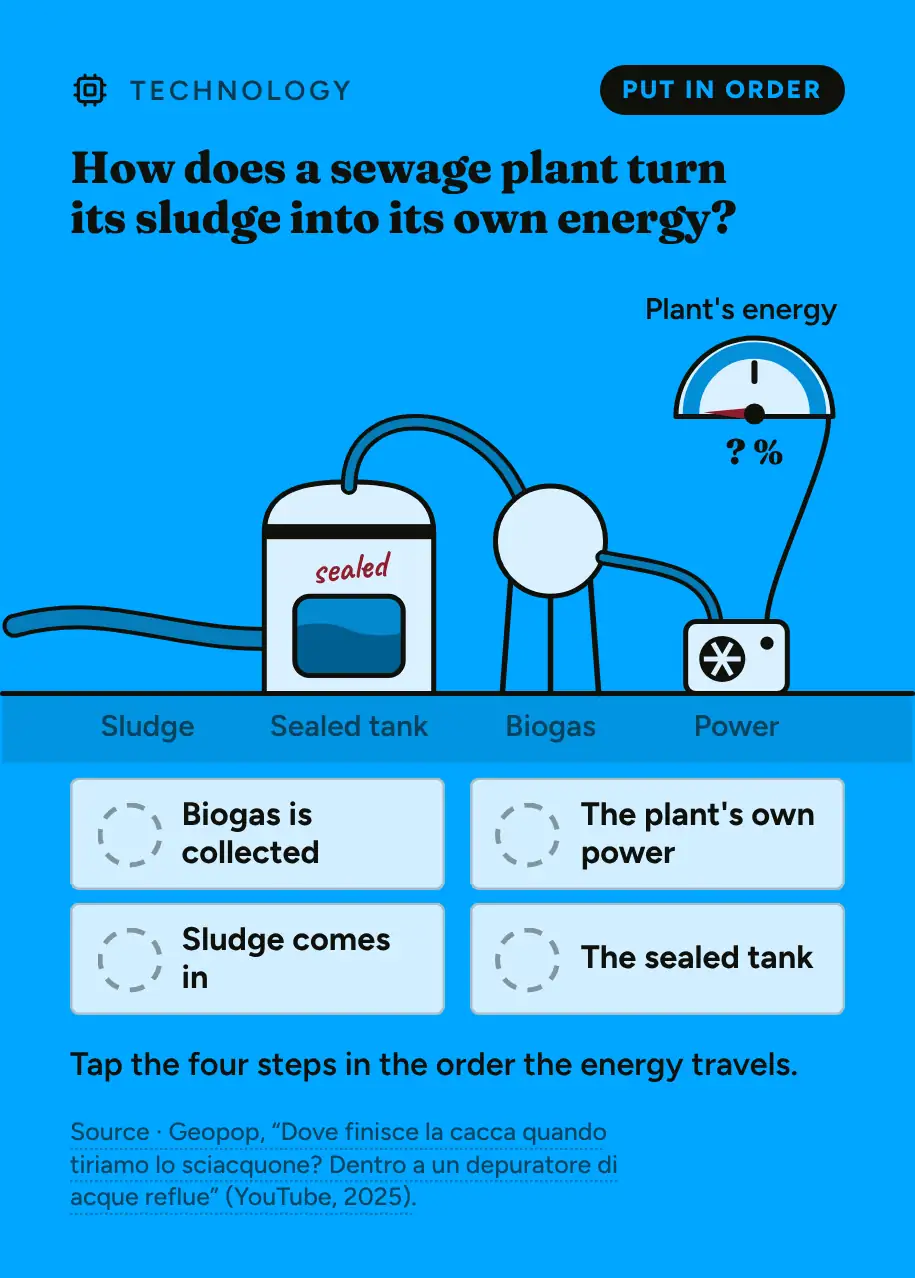 TECHNOLOGY
PUT IN ORDER
How does a sewage plant turn
its sludge into its own energy?
Plant's energy
? %
sealed
Sludge
Sealed tank
Biogas
Power
Biogas is
collected
The plant's own
power
Sludge comes
in
The sealed tank
Tap the four steps in the order the energy travels.
Source · Geopop, “Dove finisce la cacca quando
tiriamo lo sciacquone? Dentro a un depuratore di
acque reflue” (YouTube, 2025).